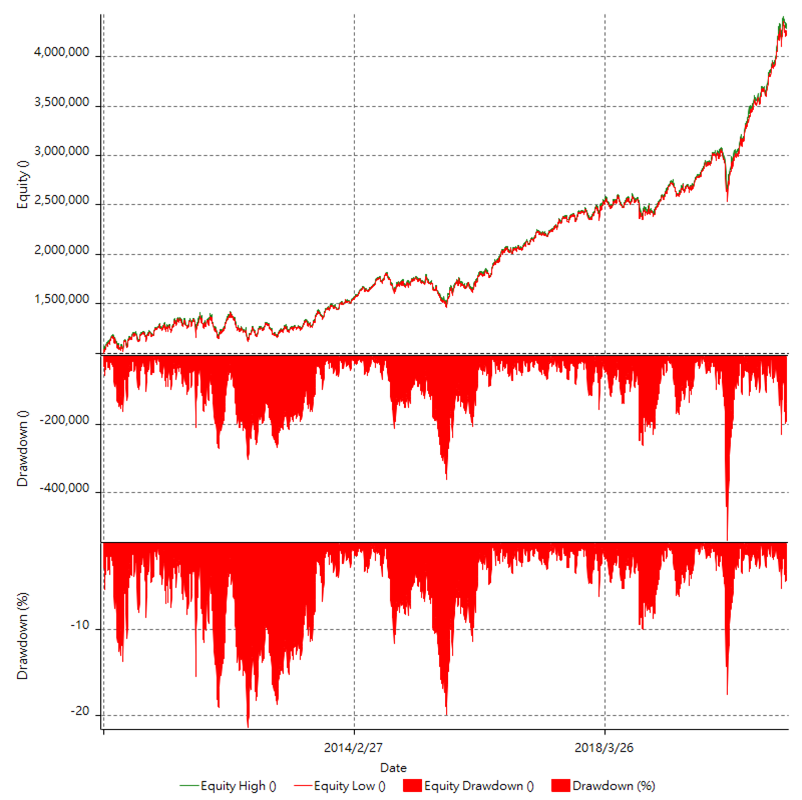 4,000,000
3,500,000
3,000,000
2,500,000
2,000,000
1,500,000
Equity ()
-200,000
-400,000
Drawdown ()
-10
-20
Drawdown (%)
2014/2/27
2018/3/26
Date
Equity High ()
Equity Low ()
Equity Drawdown ()
Drawdown (%)